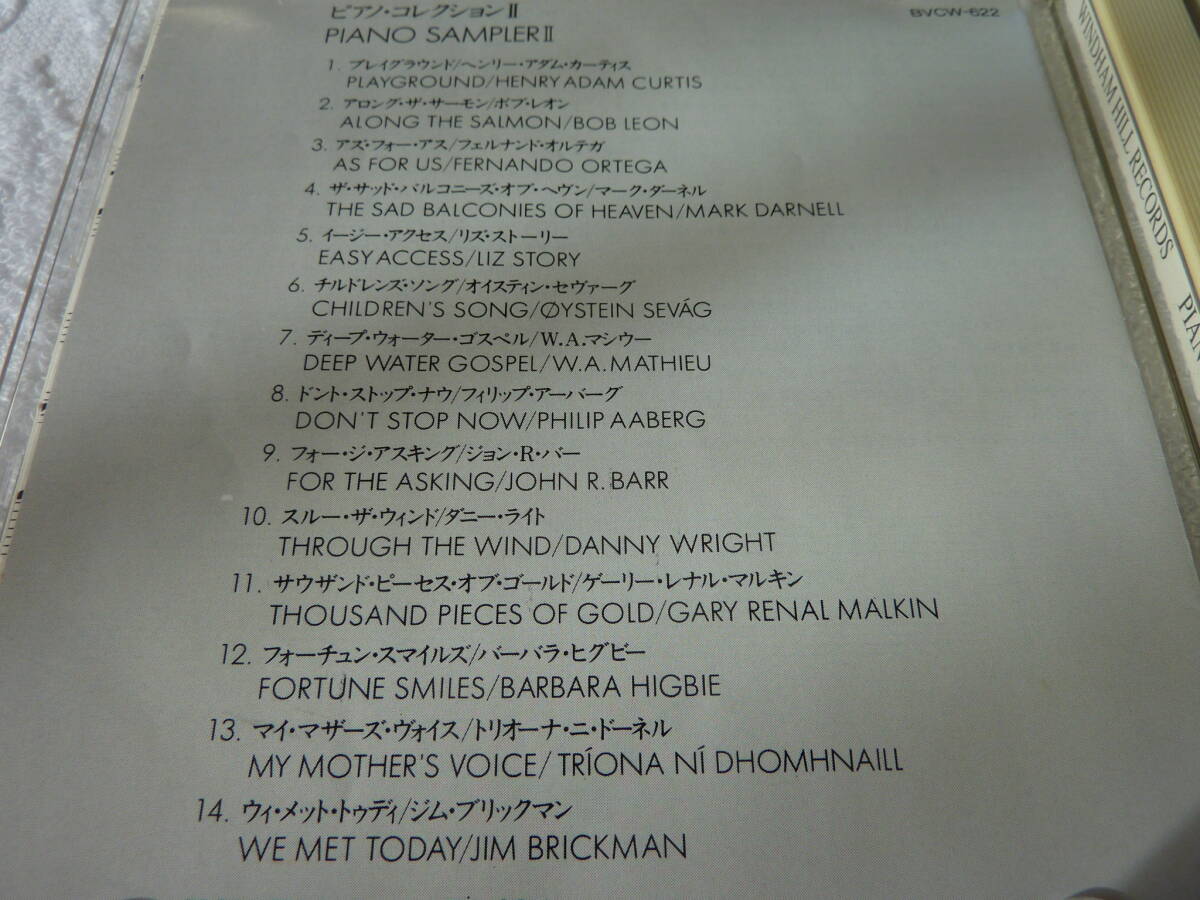 ピアノ・コレクションⅡ
BVCW-622
PIANO SAMPLERⅡ
1. プレイグラウンド/ヘンリー・アダム・カーティス
PLAYGROUND/HENRY ADAM CURTIS
2. アロング・ザ・サーモン/ボブ・レオン
ALONG THE SALMON/BOB LEON
3. アズ・フォー・アス/フェルナンド・オルテガ
AS FOR US/FERNANDO ORTEGA
4. ザ・サッド・バルコニーズ・オブ・ヘヴン/マーク・ダーネル
THE SAD BALCONIES OF HEAVEN/MARK DARNELL
5. イージー・アクセス/リズ・ストーリー
EASY ACCESS/LIZ STORY
6. チルドレンズ・ソング/オイスティン・セヴァーグ
CHILDREN'S SONG/ØYSTEIN SEVÁG
7. ディープ・ウォーター・ゴスペル/W.A.マシウー
DEEP WATER GOSPEL/W.A.MATHIEU
8. ドント・ストップ・ナウ/フィリップ・アーバーグ
DON'T STOP NOW/PHILIP AABERG
9. フォー・ジ・アスキング/ジョン・R・バー
FOR THE ASKING/JOHN R. BARR
10. スルー・ザ・ウィンド/ダニー・ライト
THROUGH THE WIND/DANNY WRIGHT
11. サウザンド・ピーセス・オブ・ゴールド/ゲーリー・レナル・マルキン
THOUSAND PIECES OF GOLD/GARY RENAL MALKIN
12. フォーチュン・スマイルズ/バーバラ・ヒグビー
FORTUNE SMILES/BARBARA HIGBIE
13. マイ・マザーズ・ヴォイス/トリオーナ・ニ・ドーネル
MY MOTHER'S VOICE/ TRÍONA NÍ DHOMHNAILL
14. ウィ・メット・トゥディ/ジム・ブリックマン
WE MET TODAY/JIM BRICKMAN
WINDHAM HILL RECORDS